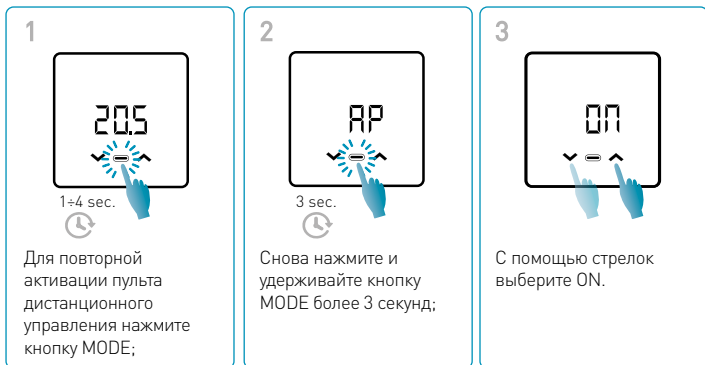 1
20.5
1÷4 sec.
Для повторной
активации пульта
дистанционного
управления нажмите
кнопку MODE;
2
AP
3 sec.
Снова нажмите и
удерживайте кнопку
MODE более 3 секунд;
3
ON
С помощью стрелок
выберите ON.